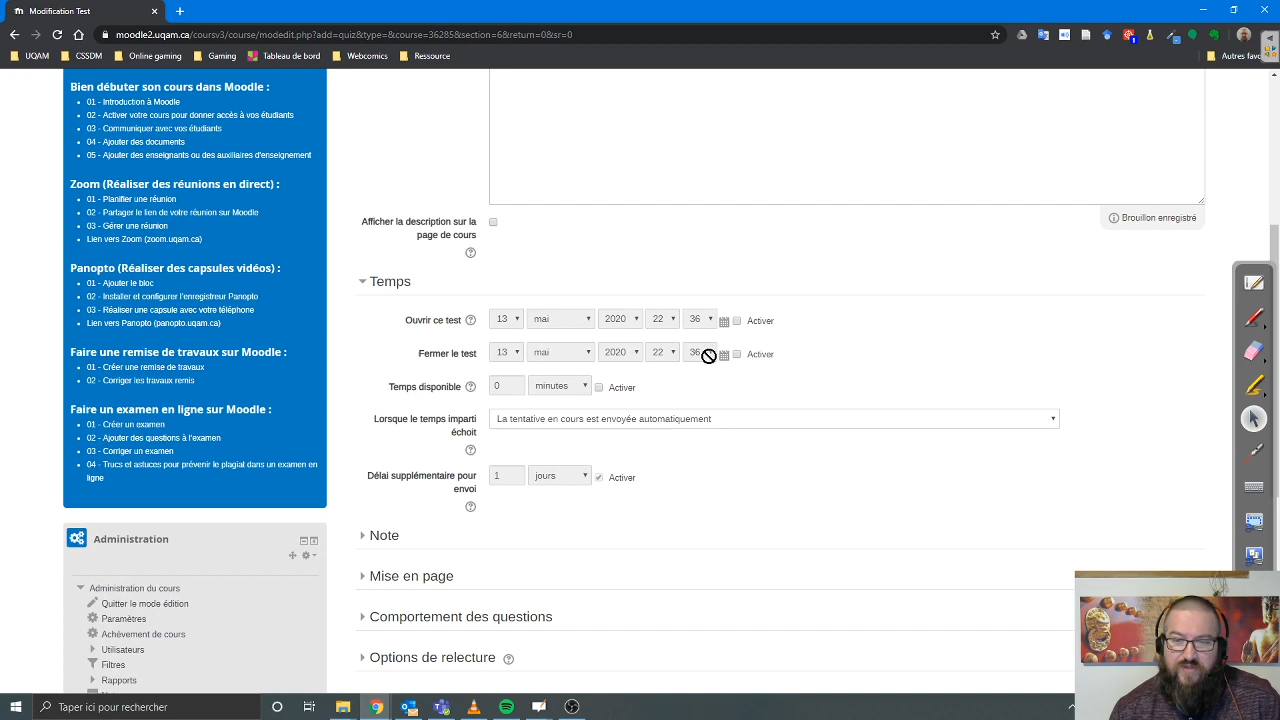 Modification Test
moodle2.uqam.ca/coursv3/course/modedit.php?add=quiz&type=&course=36285&section=6&return=0&sr=0
UQAM CSSDM Online gaming Gaming Tableau de bord Webcomics Ressource Autres favo
Bien débuter son cours dans Moodle :
01 - Introduction à Moodle
02 - Activer votre cours pour donner accès à vos étudiants
03 - Communiquer avec vos étudiants
04 - Ajouter des documents
05 - Ajouter des enseignants ou des auxiliaires d'enseignement
Zoom (Réaliser des réunions en direct) :
01 - Planifier une réunion
02 - Partager le lien de votre réunion sur Moodle
03 - Gérer une réunion
Lien vers Zoom (zoom.uqam.ca)
Panopto (Réaliser des capsules vidéos) :
01 - Ajouter le bloc
02 - Installer et configurer l'enregistreur Panopto
03 - Réaliser une capsule avec votre téléphone
Lien vers Panopto (panopto.uqam.ca)
Faire une remise de travaux sur Moodle :
01 - Créer une remise de travaux
02 - Corriger les travaux remis
Faire un examen en ligne sur Moodle :
01 - Créer un examen
02 - Ajouter des questions à l'examen
03 - Corriger un examen
04 - Trucs et astuces pour prévenir le plagiat dans un examen en
ligne
Administration
Administration du cours
Quitter le mode édition
Paramètres
Achèvement de cours
Utilisateurs
Filtres
Rapports
Brouillon enregistré
Afficher la description sur la
page de cours
Temps
Ouvrir ce test 13 mai 2020 22 36 Activer
Fermer le test 13 mai 2020 22 36 Activer
Temps disponible 0 minutes Activer
Lorsque le temps imparti
échoit
La tentative en cours est envoyée automatiquement
Délai supplémentaire pour
envoi
1 jours Activer
Note
Mise en page
Comportement des questions
Options de relecture
Taper ici pour rechercher